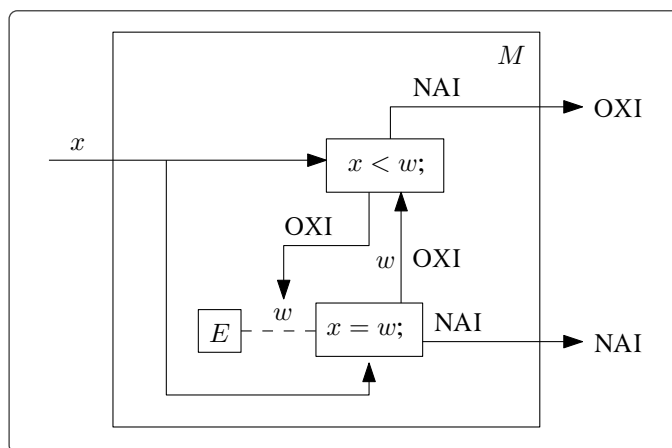 M
NAI
OXI
x
x < w;
OXI
w OXI
w
E
x = w;
NAI
NAI